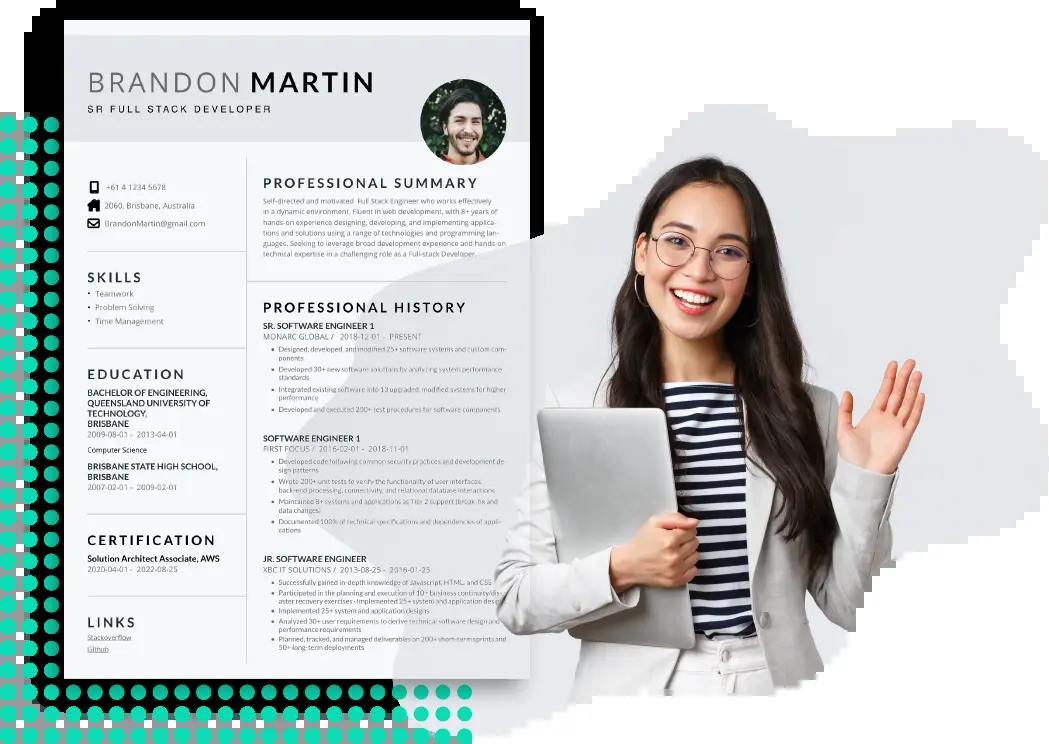 BRANDON MARTIN
SR FULL STACK DEVELOPER
+61 4 1234 5678
2060, Brisbane, Australia
BrandonMartin@gmail.com
SKILLS
• Teamwork
• Problem Solving
• Time Management
EDUCATION
BACHELOR OF ENGINEERING,
QUEENSLAND UNIVERSITY OF
TECHNOLOGY,
BRISBANE
2009-08-01 - 2013-04-01
Computer Science
BRISBANE STATE HIGH SCHOOL,
BRISBANE
2007-02-01 - 2009-02-01
CERTIFICATION
Solution Architect Associate, AWS
2020-04-01 - 2022-08-25
LINKS
Stackoverflow
Github
PROFESSIONAL SUMMARY
Self-directed and motivated Full Stack Engineer who works effectively
in a dynamic environment. Fluent in web development, with 8+ years of
hands-on experience designing, developing, and implementing applica-
tions and solutions using a range of technologies and programming lan-
guages. Seeking to leverage broad development experience and hands-on
technical expertise in a challenging role as a Full-stack Developer.
PROFESSIONAL HISTORY
SR. SOFTWARE ENGINEER 1
MONARC GLOBAL / 2018-12-01 - PRESENT
• Designed, developed, and modified 25+ software systems and custom com-
ponents
• Developed 30+ new software solutions by analyzing system performance
standards
• Integrated existing software into 13 upgraded, modified systems for higher
performance
• Developed and executed 200+ test procedures for software components
SOFTWARE ENGINEER 1
FIRST FOCUS / 2016-02-01 - 2018-11-01
• Developed code following common security practices and development de-
sign patterns
• Wrote 200+ unit tests to verify the functionality of user interfaces,
back-end processing, connectivity, and relational database interactions
• Maintained 8+ systems and applications as Tier 2 support (break-fix and
data changes)
• Documented 100% of technical specifications and dependencies of appli-
cations
JR. SOFTWARE ENGINEER
XBC IT SOLUTIONS / 2013-08-25 - 2016-01-25
• Successfully gained in-depth knowledge of Javascript, HTML, and CSS
• Participated in the planning and execution of 10+ business continuity/dis-
aster recovery exercises • Implemented 25+ system and application
• Implemented 25+ system and application designs
• Analyzed 30+ user requirements to derive technical software design and
performance requirements
• Planned, tracked, and managed deliverables on 200+ short-term sprints and
50+ long-term deployments